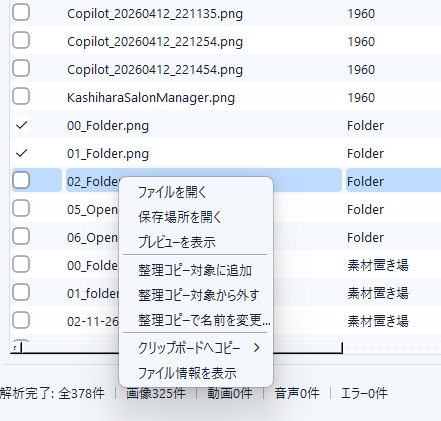 Copilot_20260412_221135.png 1960
Copilot_20260412_221254.png 1960
Copilot_20260412_221454.png 1960
KashiharaSalonManager.png 1960
00_Folder.png Folder
01_Folder.png Folder
02_Folde Folder
ファイルを開く
保存場所を開く
プレビューを表示
整理コピー対象に追加
整理コピー対象から外す
整理コピーで名前を変更...
クリップボードへコピー
ファイル情報を表示
05_Open Folder
06_Open Folder
00_Folde 素材置き場
01_folde 素材置き場
02-11-26 素材置き場
解析完了: 全378件 画像325件 動画0件 音声0件 エラー0件